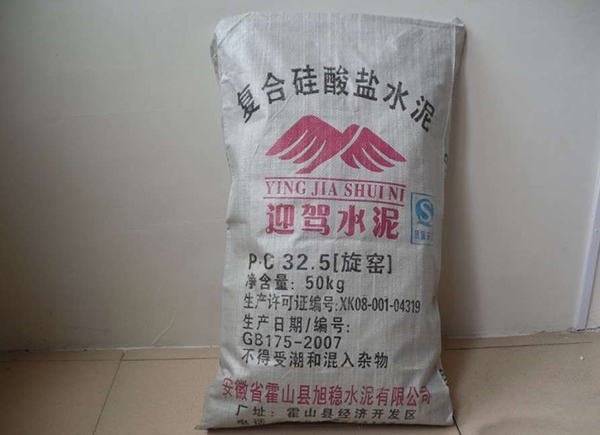 复合硅酸盐水泥
YING JIA SHUI NI
迎驾水泥
P·C 32.5[旋窑]
净含量: 50kg
生产许可证编号:XK08-001-04319
生产日期/编号:
GB175-2007
不得受潮和混入杂物
安徽省霍山县旭稳水泥有限公司
厂址: 霍山县经济开发区
电话